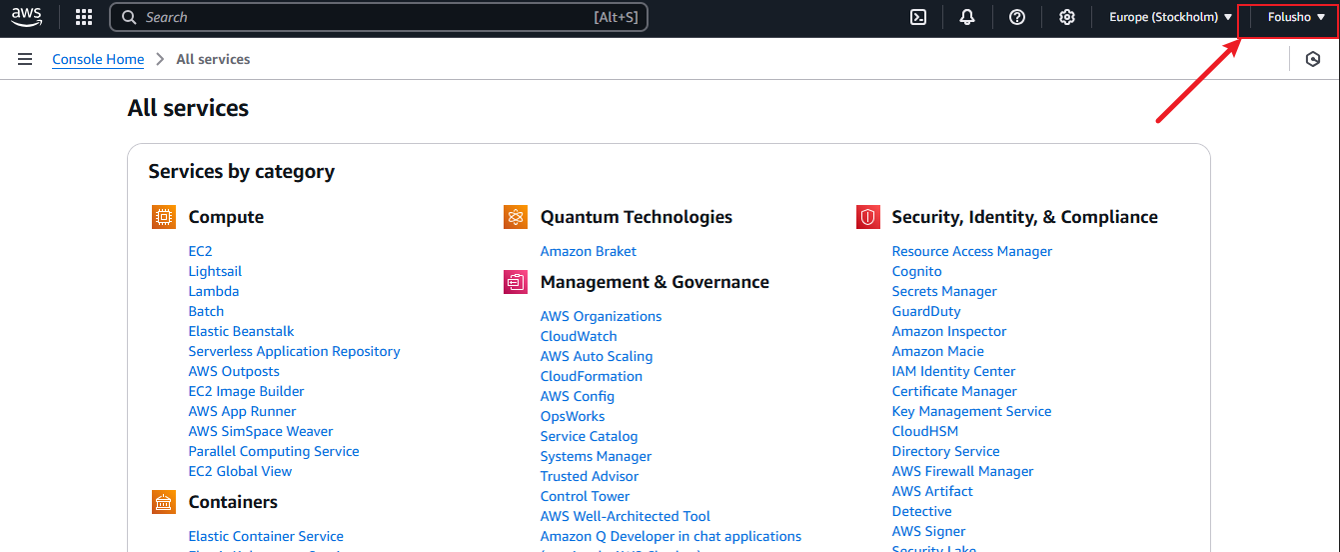 aws
Search
[Alt+S]
Europe (Stockholm)
Folusho
Console Home
All services
All services
Services by category
Compute
EC2
Lightsail
Lambda
Batch
Elastic Beanstalk
Serverless Application Repository
AWS Outposts
EC2 Image Builder
AWS App Runner
AWS SimSpace Weaver
Parallel Computing Service
EC2 Global View
Containers
Elastic Container Service
Quantum Technologies
Amazon Braket
Management & Governance
AWS Organizations
CloudWatch
AWS Auto Scaling
CloudFormation
AWS Config
OpsWorks
Service Catalog
Systems Manager
Trusted Advisor
Control Tower
AWS Well-Architected Tool
Amazon Q Developer in chat applications
Security, Identity, & Compliance
Resource Access Manager
Cognito
Secrets Manager
GuardDuty
Amazon Inspector
Amazon Macie
IAM Identity Center
Certificate Manager
Key Management Service
CloudHSM
Directory Service
AWS Firewall Manager
AWS Artifact
Detective
AWS Signer
Security Lake